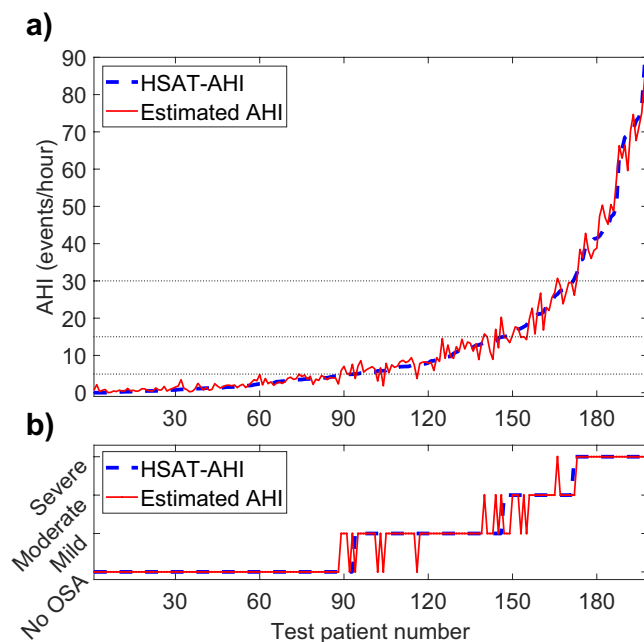 a)
90
80
70
60
50
40
30
20
10
0
AHI (events/hour)
HSAT-AHI
Estimated AHI
30 60 90 120 150 180
b)
HSAT-AHI
Estimated AHI
Severe
Moderate
Mild
No OSA
30 60 90 120 150 180
Test patient number